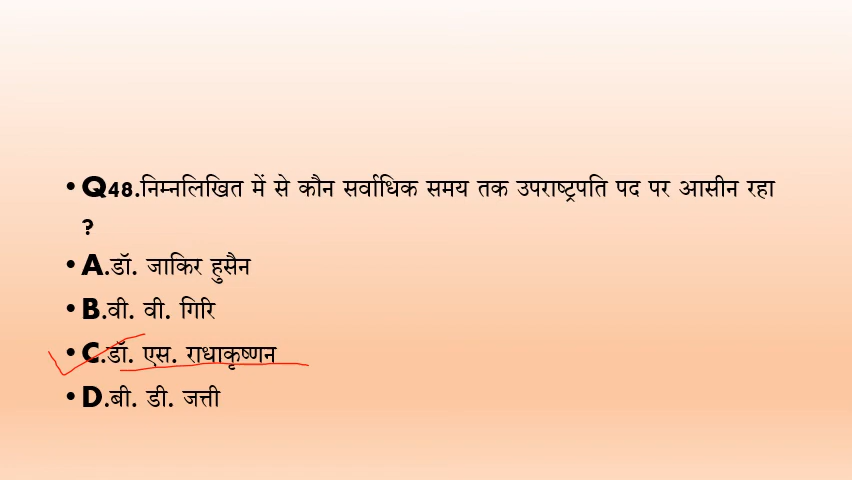 • Q48.निम्नलिखित में से कौन सर्वाधिक समय तक उपराष्ट्रपति पद पर आसीन रहा
?
• A.डॉ. जाकिर हुसैन
• B.वी. वी. गिरि
• C.डॉ. एस. राधाकृष्णन
• D.बी. डी. जत्ती